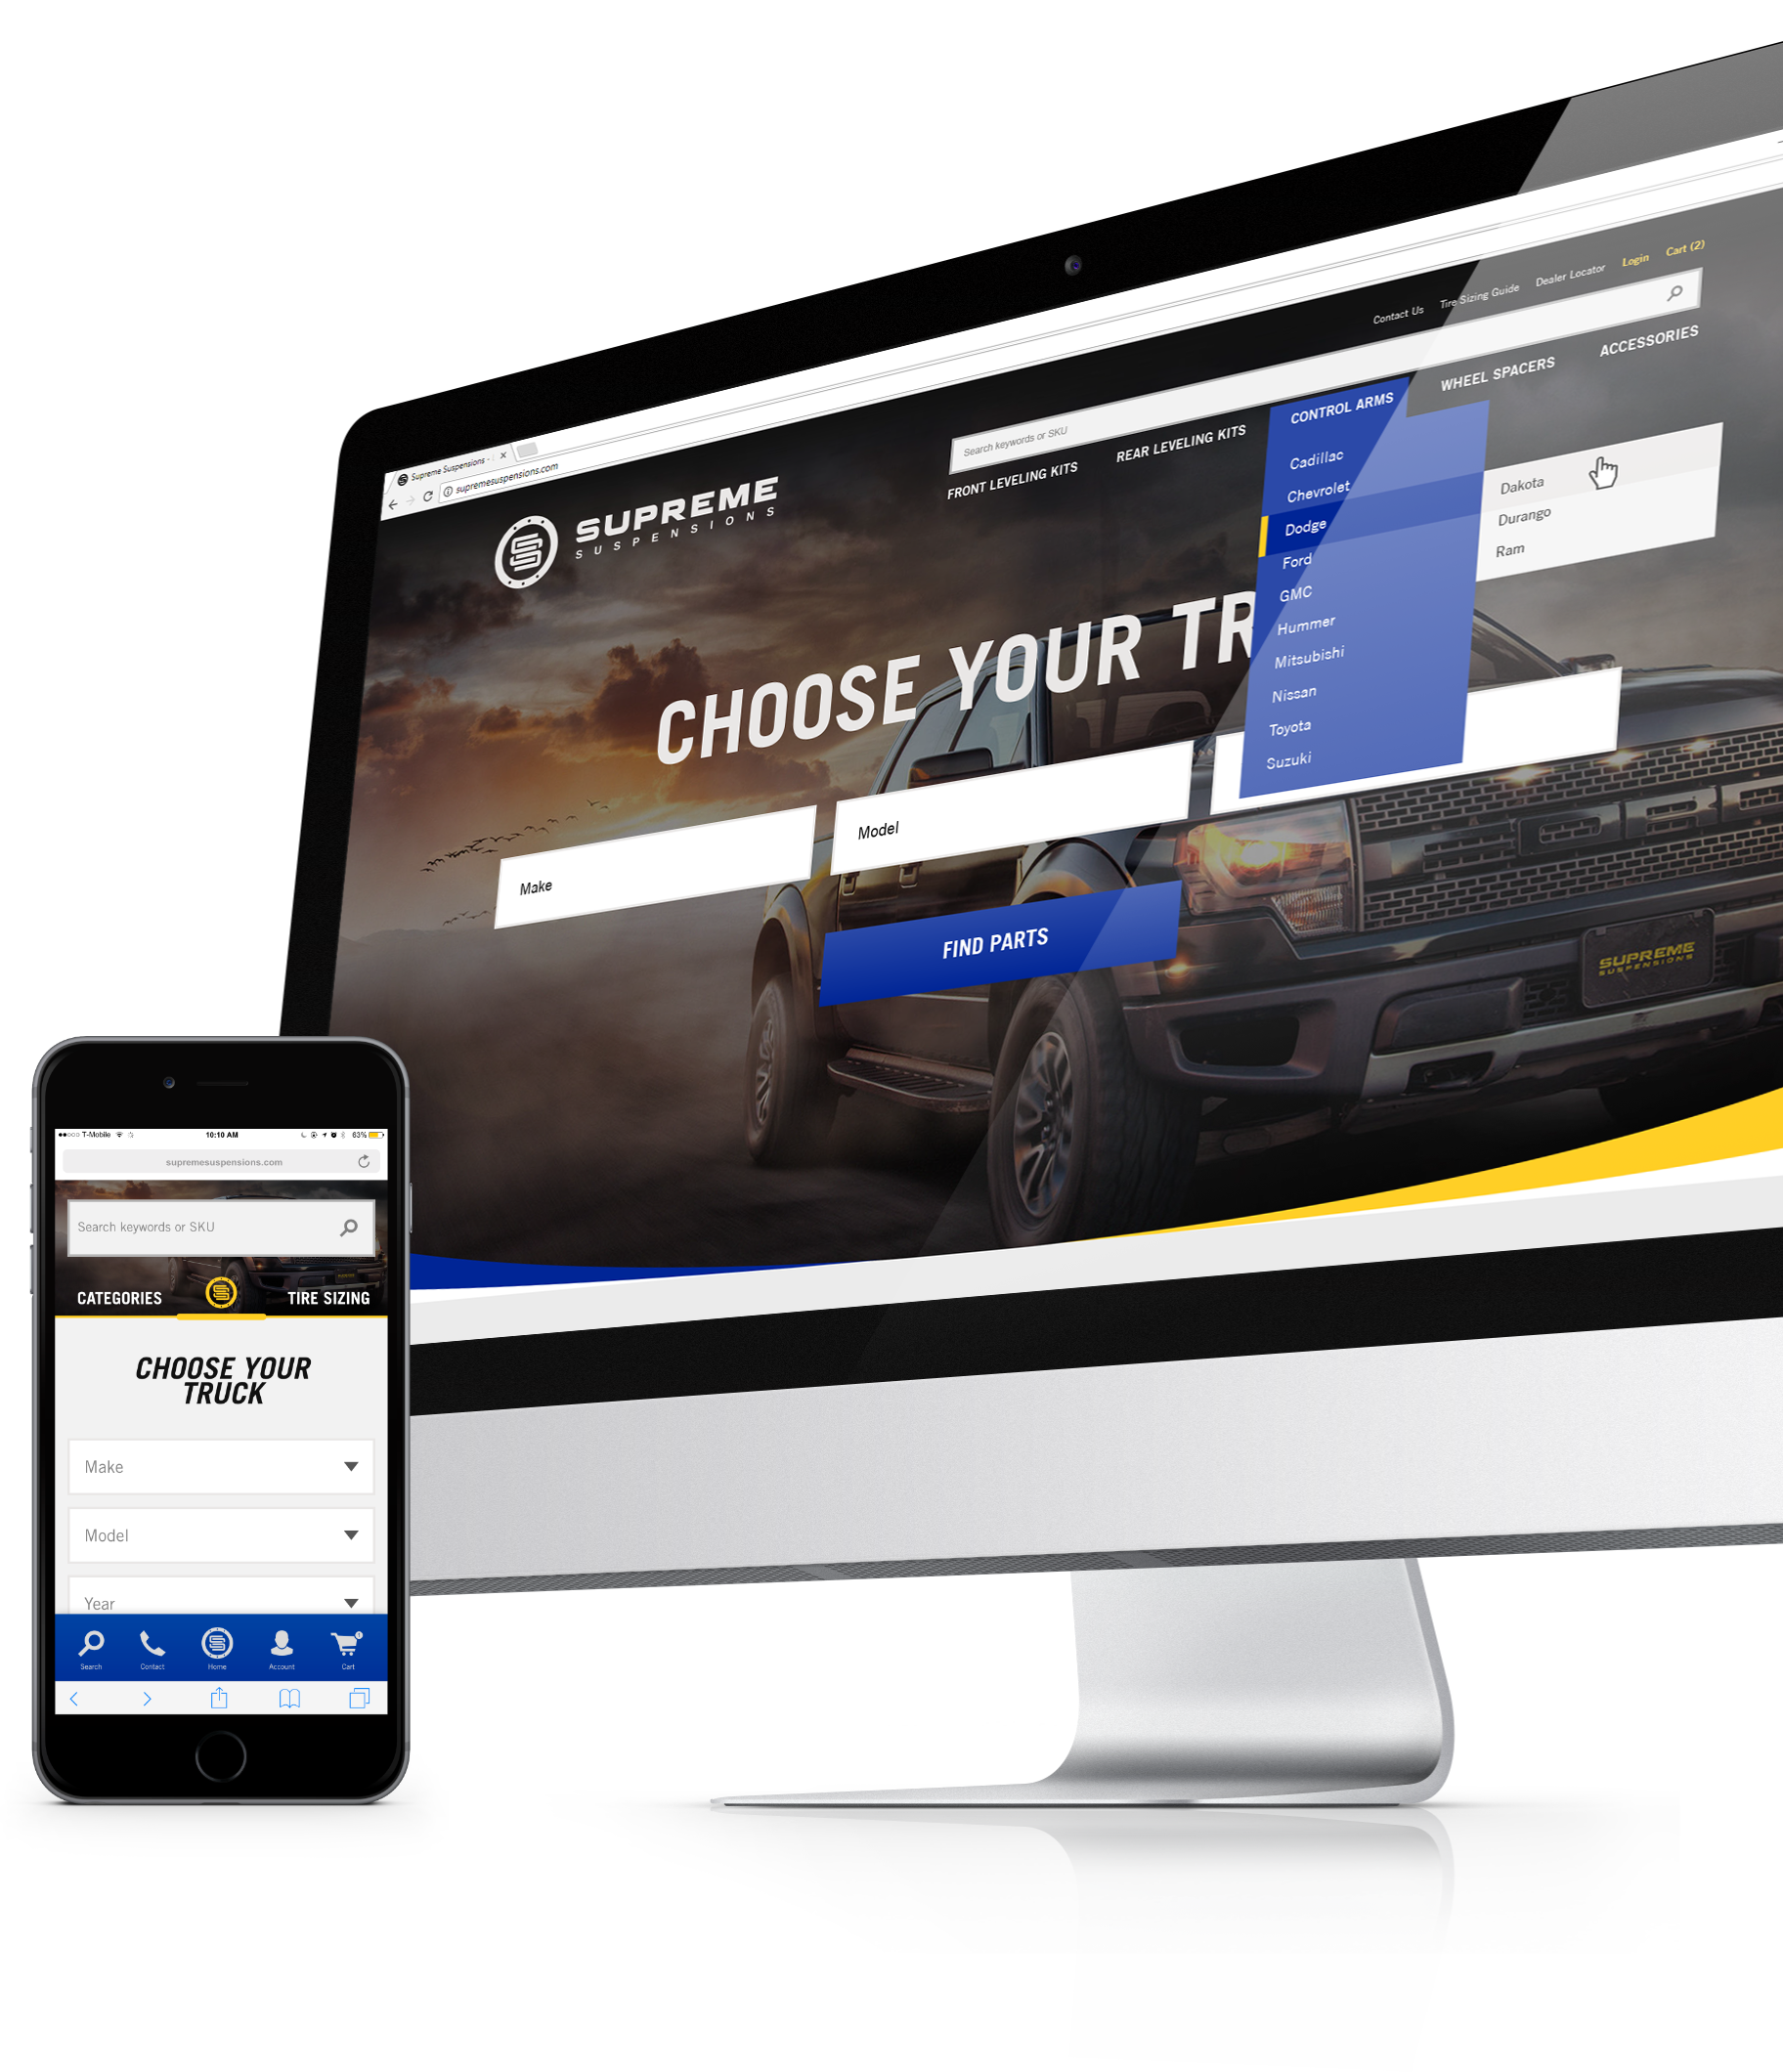 Supreme Suspensions -
supremesuspensions.com
Contact Us
Tire Sizing Guide
Dealer Locator
Login
Cart (2)
Search keywords or SKU
SUPREME
SUSPENSIONS
FRONT LEVELING KITS
REAR LEVELING KITS
CONTROL ARMS
WHEEL SPACERS
ACCESSORIES
Cadillac
Chevrolet
Dodge
Ford
GMC
Hummer
Mitsubishi
Nissan
Toyota
Suzuki
Dakota
Durango
Ram
CHOOSE YOUR TR
Make
Model
FIND PARTS
SUPREME
SUSPENSIONS
T-Mobile
10:10 AM
63%
supremesuspensions.com
Search keywords or SKU
CATEGORIES
TIRE SIZING
CHOOSE YOUR
TRUCK
Make
Model
Year
Search
Contact
Home
Account
Cart